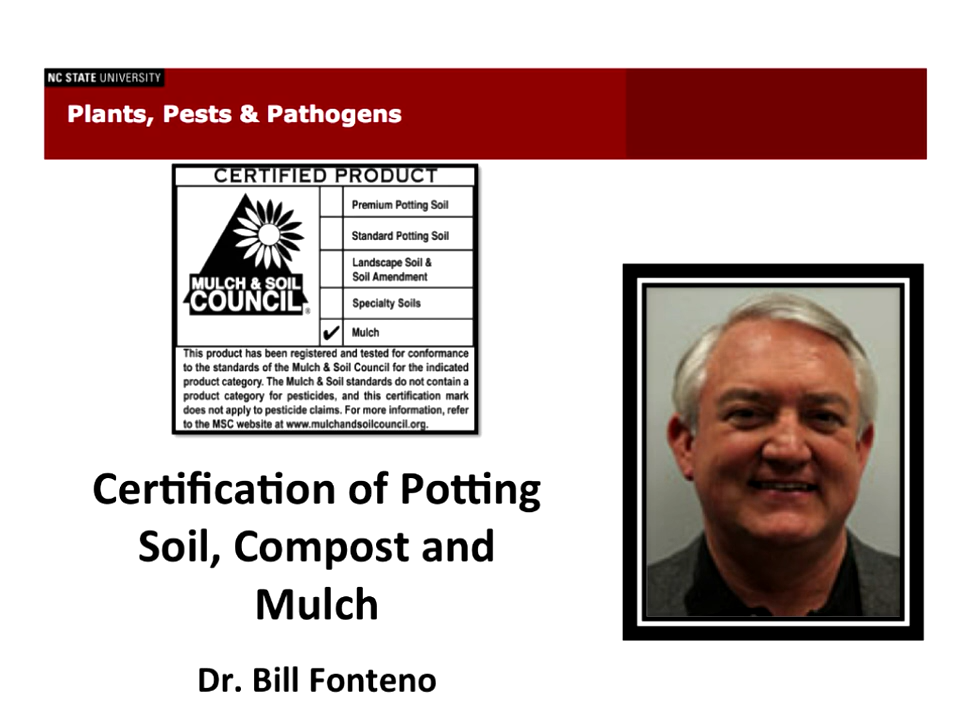 NC STATE UNIVERSITY
Plants, Pests & Pathogens
CERTIFIED PRODUCT
Premium Potting Soil
Standard Potting Soil
Landscape Soil &
Soil Amendment
Specialty Soils
✔ Mulch
MULCH & SOIL
COUNCIL®
This product has been registered and tested for conformance
to the standards of the Mulch & Soil Council for the indicated
product category. The Mulch & Soil standards do not contain a
product category for pesticides, and this certification mark
does not apply to pesticide claims. For more information, refer
to the MSC website at www.mulchandsoilcouncil.org.
Certification of Potting
Soil, Compost and
Mulch
Dr. Bill Fonteno